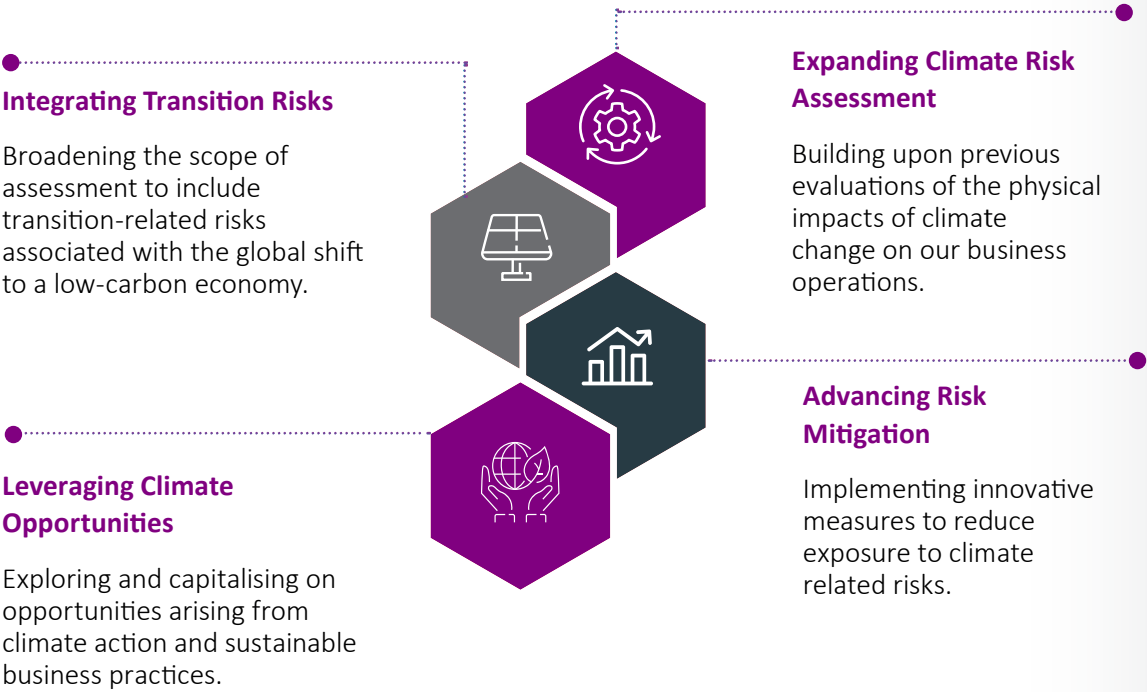 Integrating Transition Risks
Broadening the scope of
assessment to include
transition-related risks
associated with the global shift
to a low-carbon economy.
Expanding Climate Risk
Assessment
Building upon previous
evaluations of the physical
impacts of climate
change on our business
operations.
Leveraging Climate
Opportunities
Exploring and capitalising on
opportunities arising from
climate action and sustainable
business practices.
Advancing Risk
Mitigation
Implementing innovative
measures to reduce
exposure to climate
related risks.